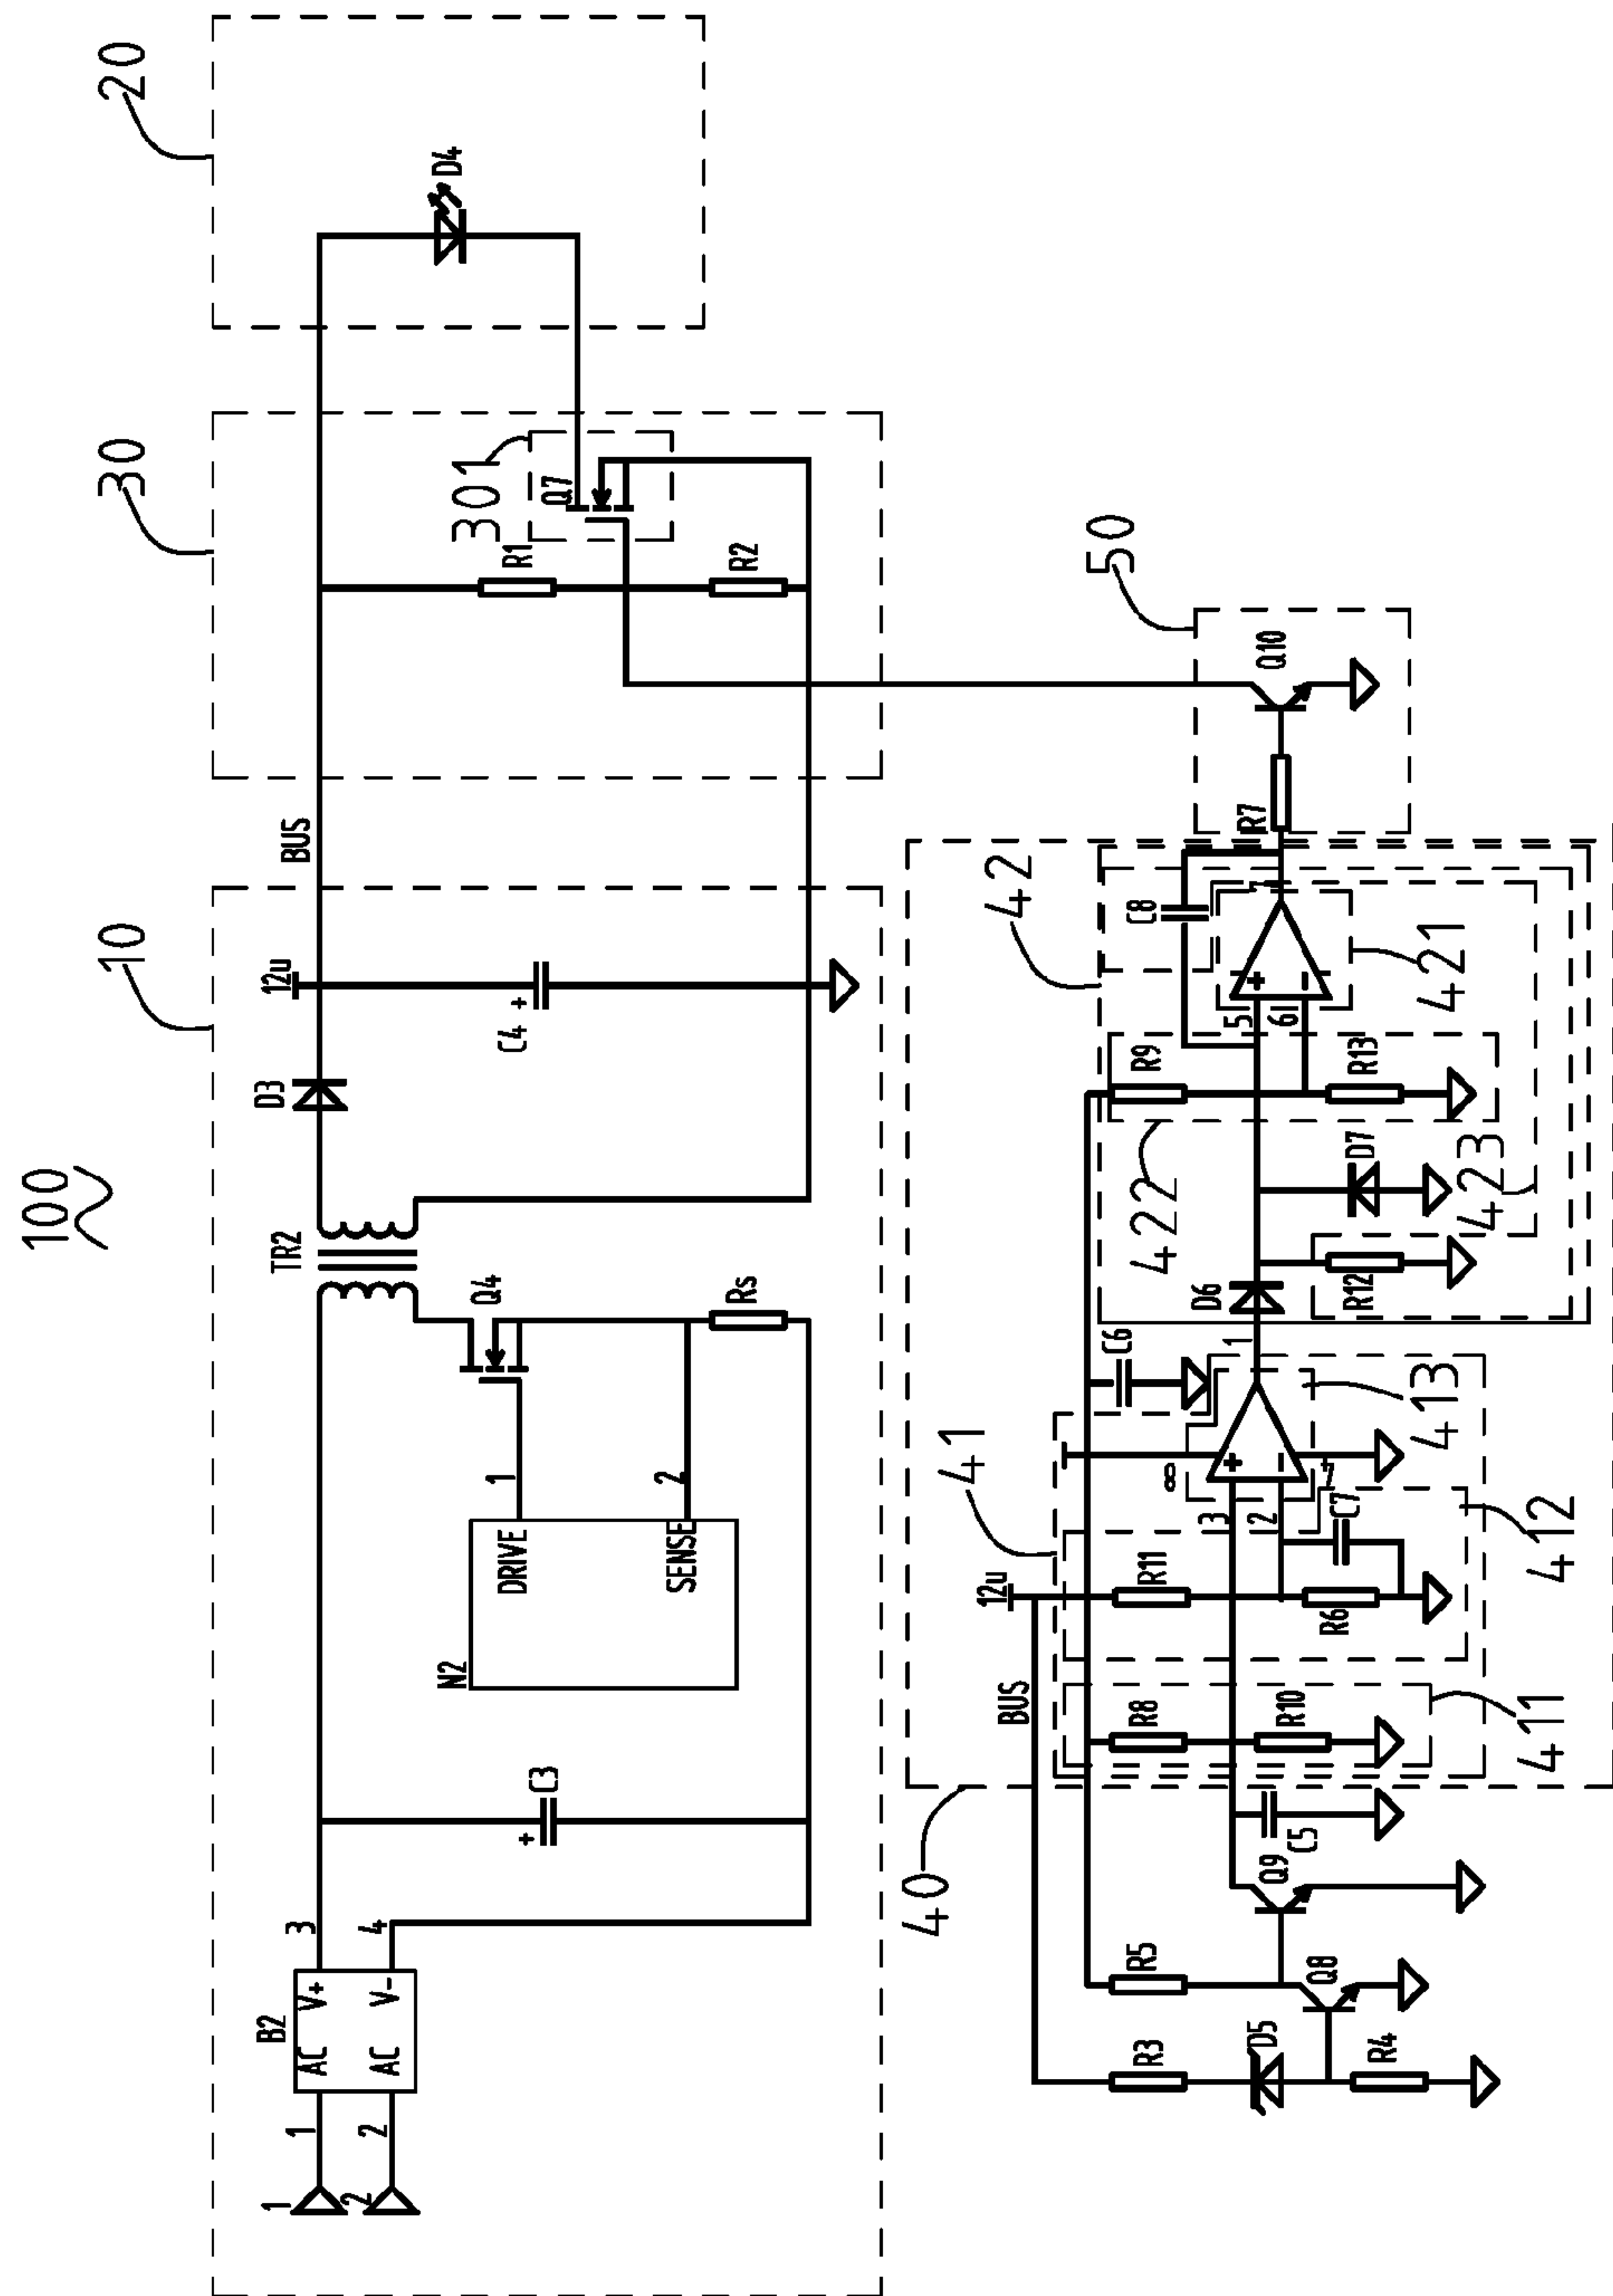 100
10
30
20
1
2
1
2
B2
AC
V+
AC
V-
3
4
C3
+
N2
DRIVE
SENSE
1
2
Q4
Rs
TR2
D3
12u
C4
+
BUS
R1
R2
301
Q7
D4
40
41
42
50
BUS
12u
R3
D5
R4
R5
Q8
Q9
C5
R8
R10
411
R11
R6
C7
412
3
2
8
4
+
-
1
413
C6
D6
R12
D7
423
422
R9
R13
5
6
+
-
7
421
C8
R7
Q10